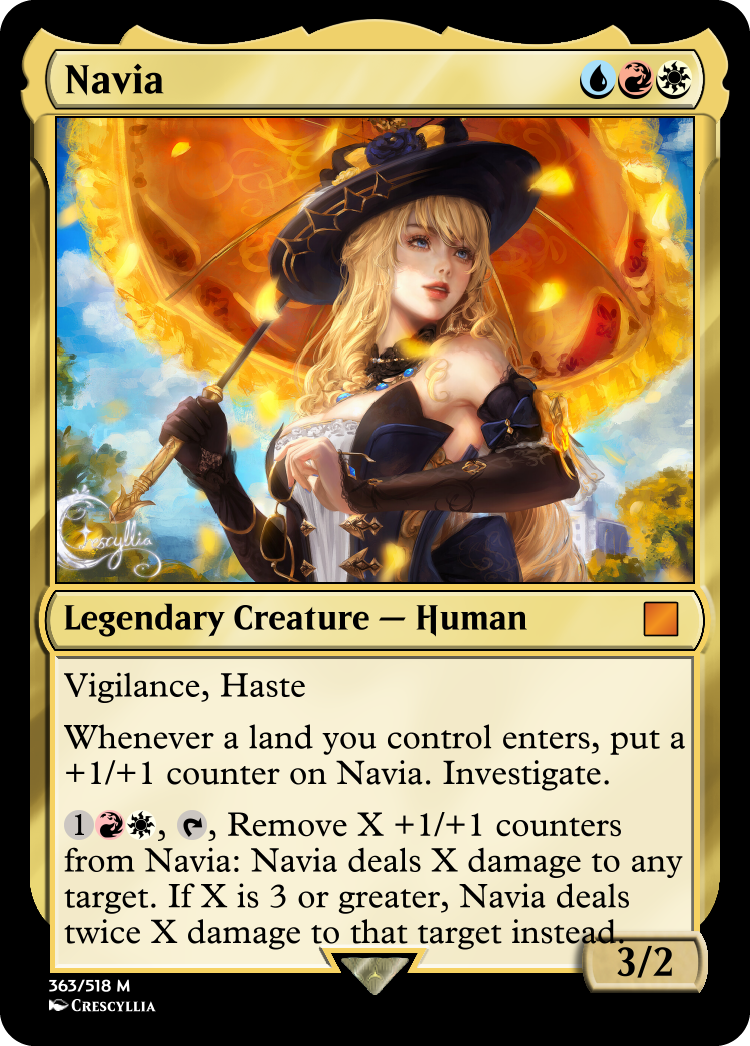 Navia
Crescyllia
Legendary Creature — Human
Vigilance, Haste
Whenever a land you control enters, put a
+1/+1 counter on Navia. Investigate.
1, , Remove X +1/+1 counters
from Navia: Navia deals X damage to any
target. If X is 3 or greater, Navia deals
twice X damage to that target instead.
3/2
363/518 M
Crescyllia